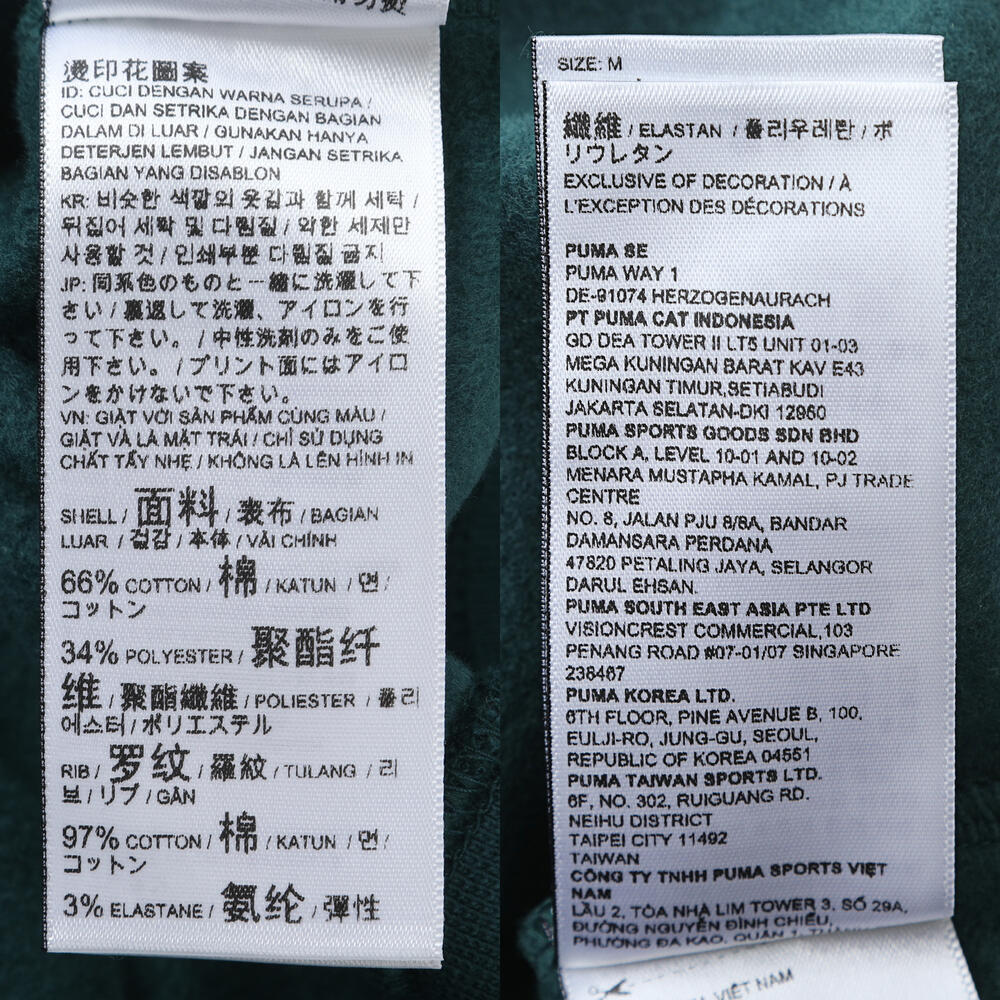 燙印花圖案
ID: CUCI DENGAN WARNA SERUPA /
CUCI DAN SETRIKA DENGAN BAGIAN
DALAM DI LUAR / GUNAKAN HANYA
DETERJEN LEMBUT / JANGAN SETRIKA
BAGIAN YANG DISABLON
KR: 비슷한 색깔의 옷감과 함께 세탁 /
뒤집어 세탁 및 다림질 / 약한 세제만
사용할 것 / 인쇄부분 다림질 금지
JP: 同系色のものと一緒に洗濯して下
さい / 裏返して洗濯、アイロンを行
って下さい。 / 中性洗剤のみをご使
用下さい。 / プリント面にはアイロ
ンをかけないで下さい。
VN: GIẶT VỚI SẢN PHẨM CÙNG MÀU /
GIẶT VÀ LÀ MẶT TRÁI / CHỈ SỬ DỤNG
CHẤT TẨY NHẸ / KHÔNG LÀ LÊN HÌNH IN
SHELL / 面料 / 表布 / BAGIAN
LUAR / 겉감 / 本体 / VẢI CHÍNH
66% COTTON / 棉 / KATUN / 면 /
コットン
34% POLYESTER / 聚酯纤
维 / 聚酯纖維 / POLIESTER / 폴리
에스터 / ポリエステル
RIB / 罗纹 / 羅紋 / TULANG / 리
브 / リブ / GÂN
97% COTTON / 棉 / KATUN / 면 /
コットン
3% ELASTANE / 氨纶 / 彈性
SIZE: M
纖維 / ELASTAN / 폴리우레탄 / ポ
リウレタン
EXCLUSIVE OF DECORATION / À
L'EXCEPTION DES DÉCORATIONS
PUMA SE
PUMA WAY 1
DE-91074 HERZOGENAURACH
PT PUMA CAT INDONESIA
GD DEA TOWER II LT5 UNIT 01-03
MEGA KUNINGAN BARAT KAV E43
KUNINGAN TIMUR,SETIABUDI
JAKARTA SELATAN-DKI 12950
PUMA SPORTS GOODS SDN BHD
BLOCK A, LEVEL 10-01 AND 10-02
MENARA MUSTAPHA KAMAL, PJ TRADE
CENTRE
NO. 8, JALAN PJU 8/8A, BANDAR
DAMANSARA PERDANA
47820 PETALING JAYA, SELANGOR
DARUL EHSAN.
PUMA SOUTH EAST ASIA PTE LTD
VISIONCREST COMMERCIAL,103
PENANG ROAD #07-01/07 SINGAPORE
238467
PUMA KOREA LTD.
6TH FLOOR, PINE AVENUE B, 100,
EULJI-RO, JUNG-GU, SEOUL,
REPUBLIC OF KOREA 04551
PUMA TAIWAN SPORTS LTD.
6F, NO. 302, RUIGUANG RD.
NEIHU DISTRICT
TAIPEI CITY 11492
TAIWAN
CÔNG TY TNHH PUMA SPORTS VIỆT
NAM
LẦU 2, TÒA NHÀ LIM TOWER 3, SỐ 29A,
ĐƯỜNG NGUYỄN ĐÌNH CHIỂU,
PHƯỜNG ĐA KAO, QUẬN 1,
VIỆT NAM